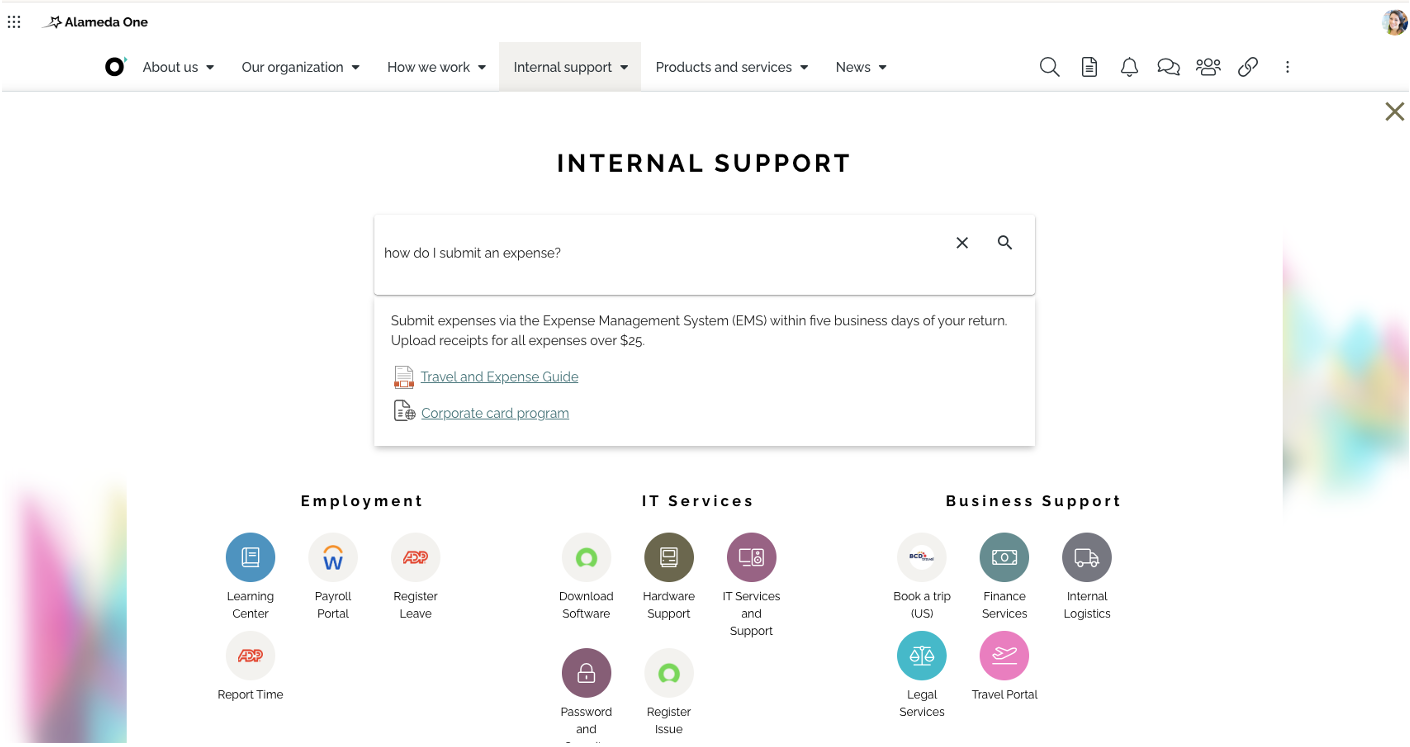 Alameda One
About us
Our organization
How we work
Internal support
Products and services
News
INTERNAL SUPPORT
how do I submit an expense?
Submit expenses via the Expense Management System (EMS) within five business days of your return.
Upload receipts for all expenses over $25.
Travel and Expense Guide
Corporate card program
Employment
Learning
Center
W
Payroll
Portal
ADP
Register
Leave
ADP
Report Time
IT Services
Download
Software
Hardware
Support
IT Services
and
Support
Password
and
Register
Issue
Business Support
BCD
Book a trip
(US)
Finance
Services
Internal
Logistics
Legal
Services
Travel Portal